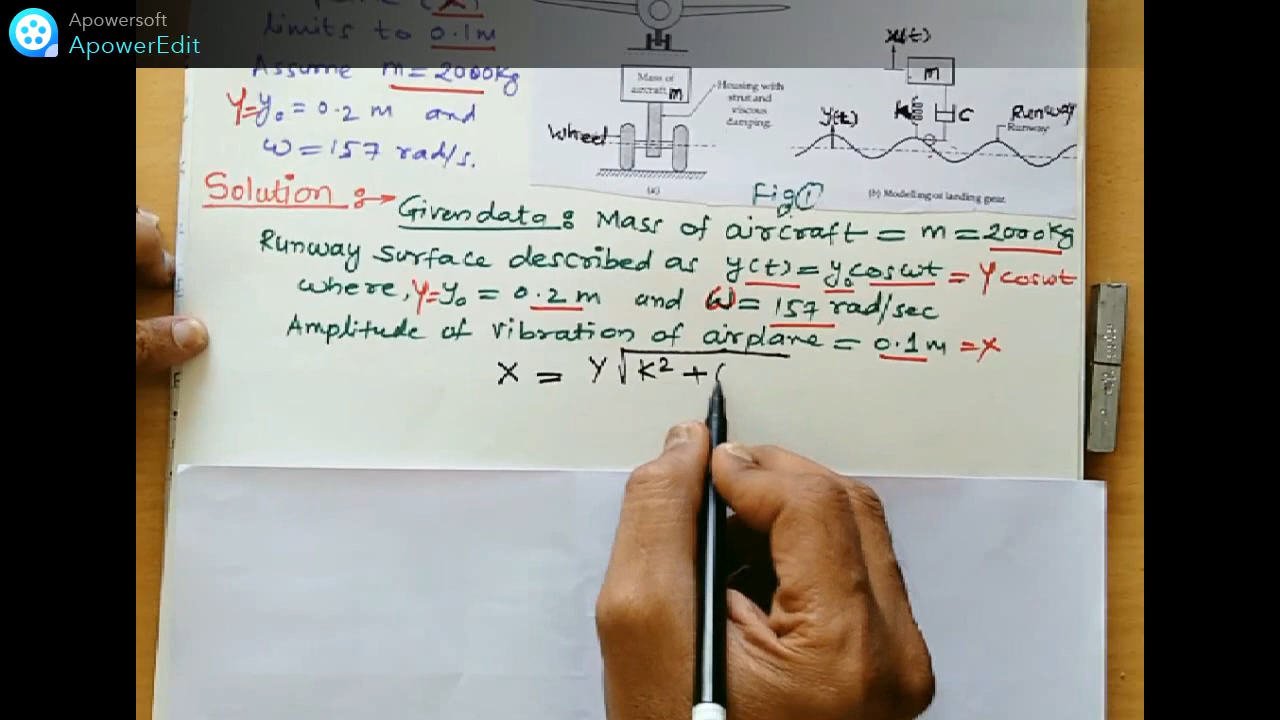 Apowersoft
ApowerEdit
limits to 0.1m
Assume m = 2000kg
Y=y₀ = 0.2 m and
ω = 157 rad/s.
Mass of
aircraft m
Housing with
strut and
viscous
damping.
Wheel
(a)
x(t)
m
k
C
y(t)
Runway
Runway
Fig ①
(b) Modelling of landing gear
Solution :→ Given data : Mass of aircraft = m = 2000kg
Runway surface described as y(t) = y₀ cosωt = Y cosωt
where, Y=y₀ = 0.2 m and ω = 157 rad/sec
Amplitude of vibration of airplane = 0.1m = X
X = Y√K² + (